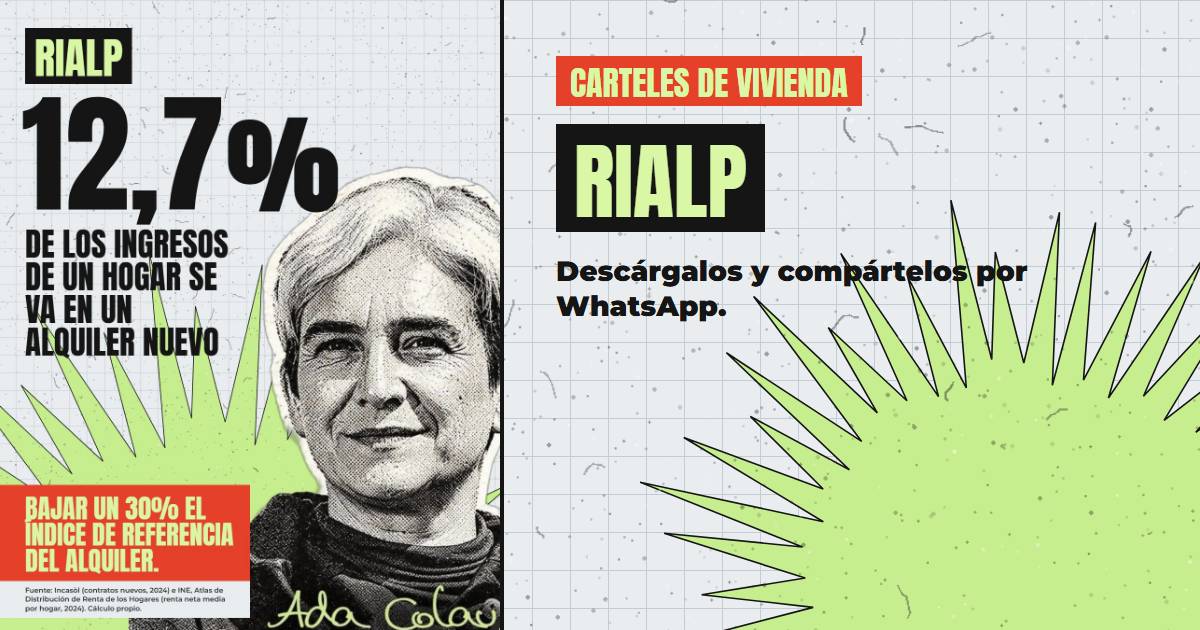 RIALP
12,7%
DE LOS INGRESOS
DE UN HOGAR SE
VA EN UN
ALQUILER NUEVO
BAJAR UN 30% EL
ÍNDICE DE REFERENCIA
DEL ALQUILER.
Fuente: Incasòl (contratos nuevos, 2024) e INE, Atlas de
Distribución de Renta de los Hogares (renta neta media
por hogar, 2024). Cálculo propio.
Ada Colau
CARTELES DE VIVIENDA
RIALP
Descárgalos y compártelos por
WhatsApp.